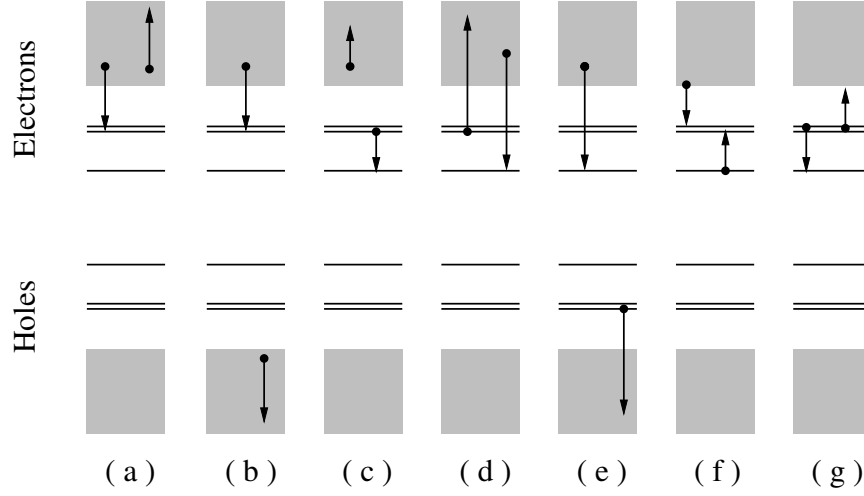 Electrons
Holes
( a ) ( b ) ( c ) ( d ) ( e ) ( f ) ( g )